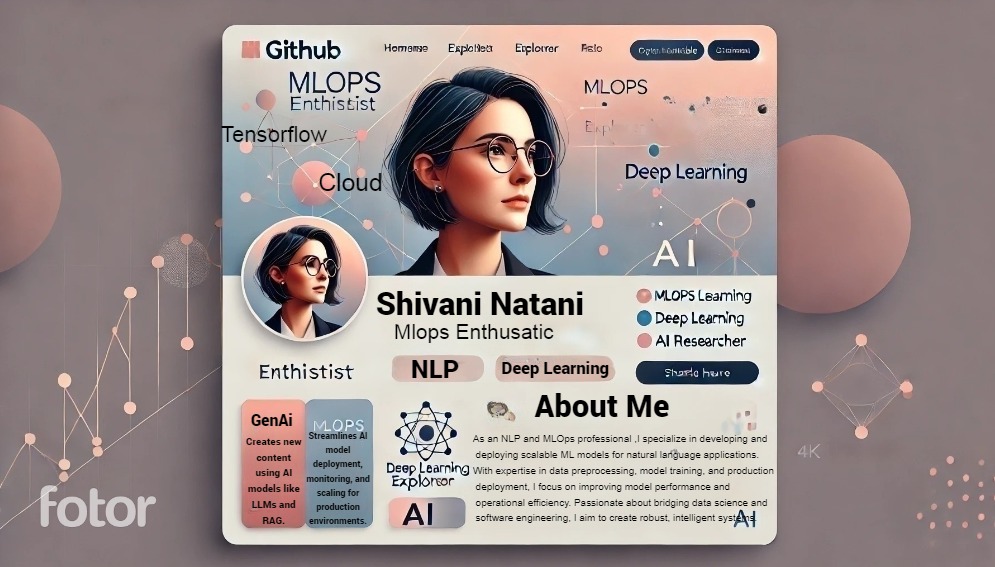 Github
MLOPS
Enthistist
Tensorflow
Cloud
MLOPS
Deep Learning
AI
Shivani Natani
Mlops Enthusatic
MLOPS Learning
Deep Learning
AI Researcher
Enthistist
NLP
Deep Learning
GenAi
Creates new
content
using AI
models like
LLMs and
RAG.
MLOPS
Streamlines AI
model
deployment,
monitoring, and
scaling for
production
environments.
Deep Learning
Explorer
AI
About Me
As an NLP and MLOps professional ,I specialize in developing and
deploying scalable ML models for natural language applications.
With expertise in data preprocessing, model training, and production
deployment, I focus on improving model performance and
operational efficiency. Passionate about bridging data science and
software engineering, I aim to create robust, intelligent systems.
AI
4K
fotor